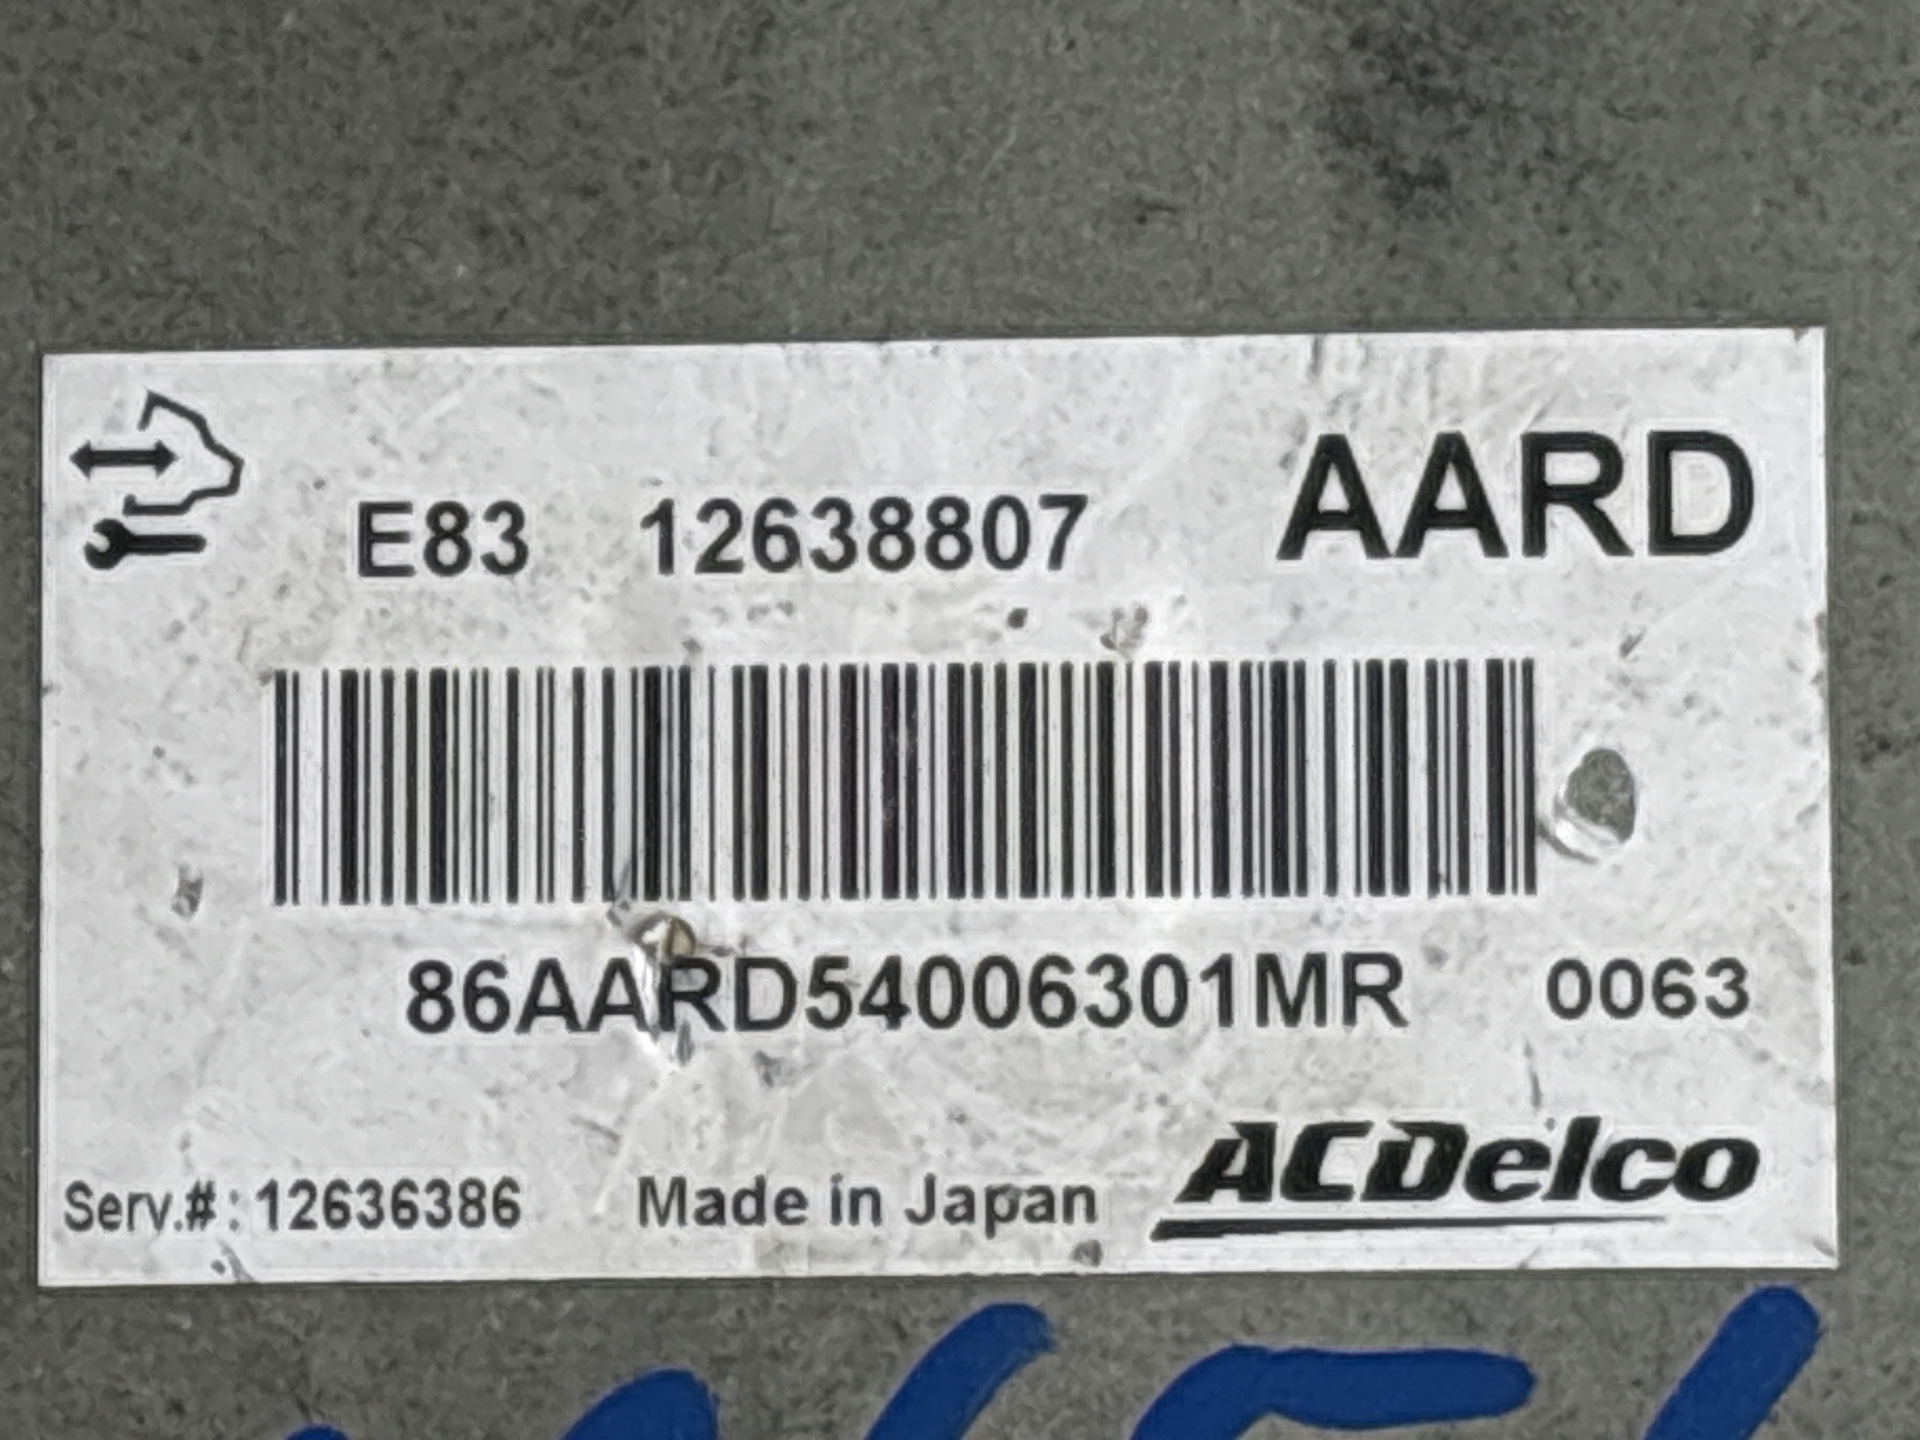 E83 12638807 AARD
86AARD54006301MR 0063
Serv.#: 12636386 Made in Japan ACDelco